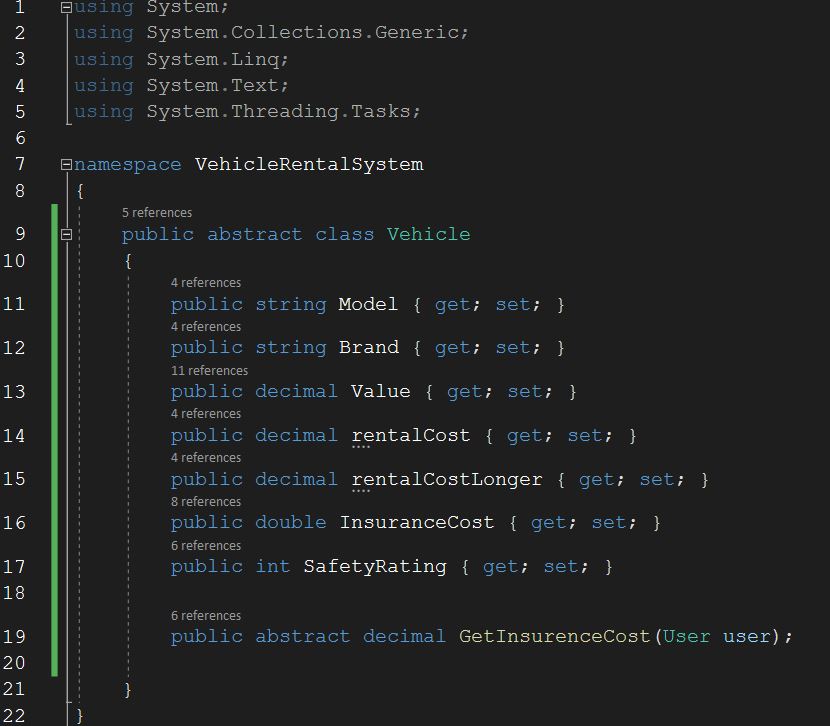 1 using System;
2 using System.Collections.Generic;
3 using System.Linq;
4 using System.Text;
5 using System.Threading.Tasks;
6
7 namespace VehicleRentalSystem
8 {
5 references
9 public abstract class Vehicle
10 {
4 references
11 public string Model { get; set; }
4 references
12 public string Brand { get; set; }
11 references
13 public decimal Value { get; set; }
4 references
14 public decimal rentalCost { get; set; }
4 references
15 public decimal rentalCostLonger { get; set; }
8 references
16 public double InsuranceCost { get; set; }
6 references
17 public int SafetyRating { get; set; }
18
6 references
19 public abstract decimal GetInsurenceCost(User user);
20
21 }
22 }